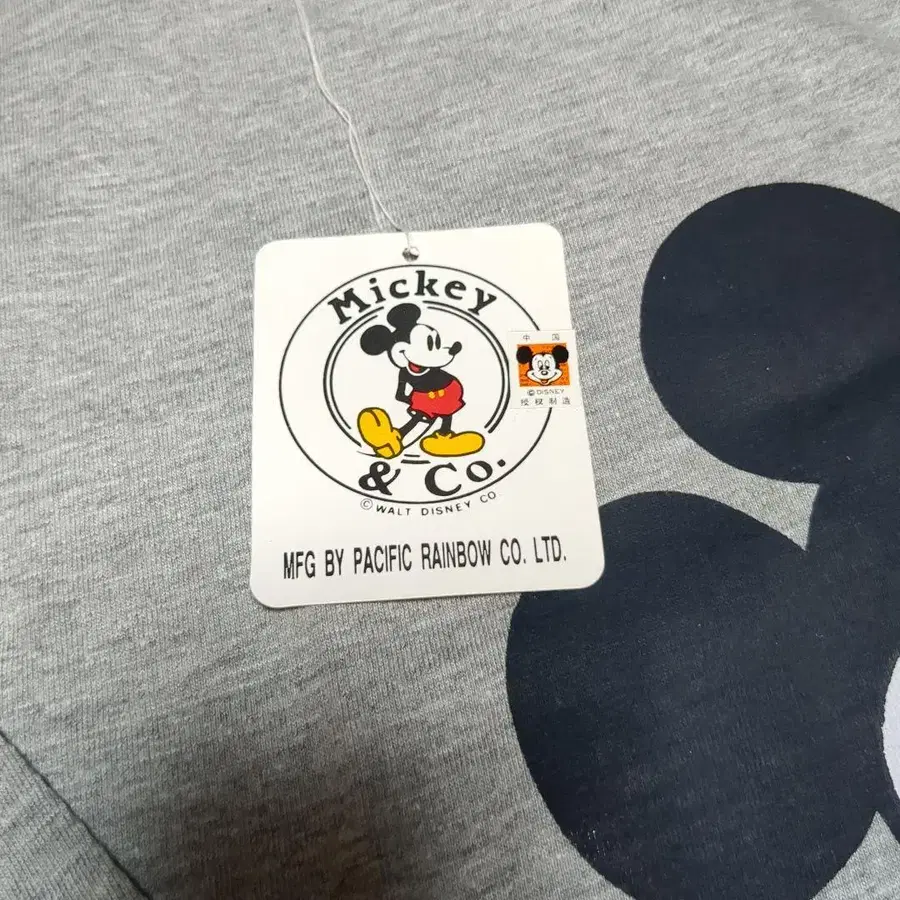 Mickey
& Co.
© WALT DISNEY CO
中 国
© DISNEY
授 权 制 造
MFG BY PACIFIC RAINBOW CO. LTD.